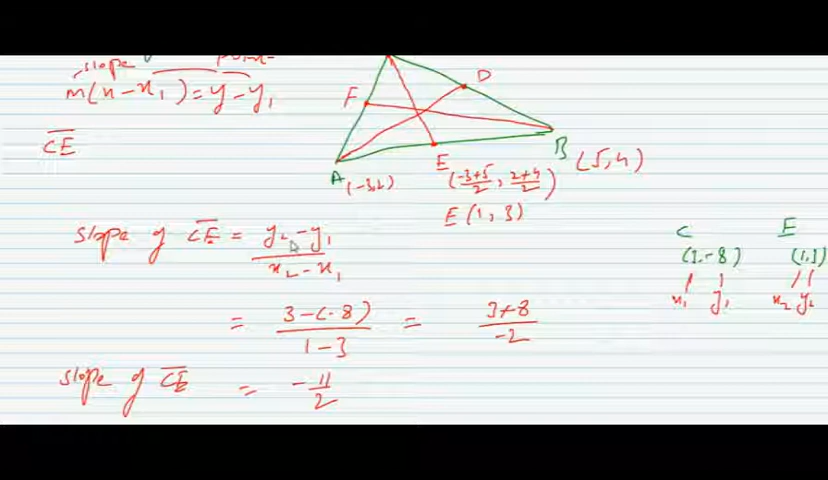 slope
m(x-x₁)=y-y₁
CE
F
D
A (-3,2)
E
B (5,4)
(-3+5/2, 2+4/2)
E(1,3)
slope of CE = y₂-y₁/x₂-x₁
C E
(3,-8) (1,3)
x₁ y₁ x₂ y₂
= 3-(-8)/1-3 = 3+8/-2
slope of CE = -11/2